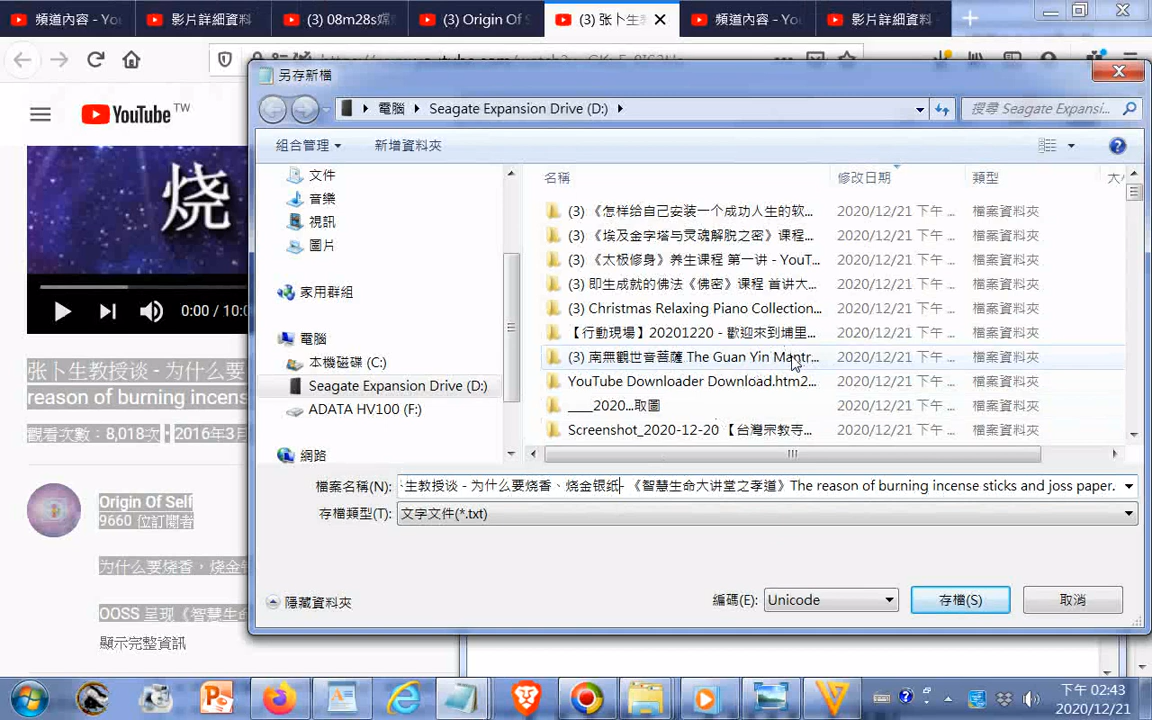 頻道內容 - Yo
影片詳細資料
(3) 08m28s嫘
(3) Origin Of S
(3) 张卜生教
頻道內容 - Yo
影片詳細資料
另存新檔
電腦
Seagate Expansion Drive (D:)
搜尋 Seagate Expansi...
YouTube TW
組合管理
新增資料夾
烧
0:00 / 10:0
文件
音樂
視訊
圖片
家用群組
電腦
本機磁碟 (C:)
Seagate Expansion Drive (D:)
ADATA HV100 (F:)
網路
名稱 修改日期 類型 大
(3) 《怎样给自己安装一个成功人生的软... 2020/12/21 下午 ... 檔案資料夾
(3) 《埃及金字塔与灵魂解脱之密》课程... 2020/12/21 下午 ... 檔案資料夾
(3) 《太极修身》养生课程 第一讲 - YouT... 2020/12/21 下午 ... 檔案資料夾
(3) 即生成就的佛法《佛密》课程 首讲大... 2020/12/21 下午 ... 檔案資料夾
(3) Christmas Relaxing Piano Collection... 2020/12/21 下午 ... 檔案資料夾
【行動現場】20201220 - 歡迎來到埔里... 2020/12/21 下午 ... 檔案資料夾
(3) 南無觀世音菩薩 The Guan Yin Mantr... 2020/12/21 下午 ... 檔案資料夾
YouTube Downloader Download.htm2... 2020/12/21 下午 ... 檔案資料夾
____2020...取圖 2020/12/21 下午 ... 檔案資料夾
Screenshot_2020-12-20 【台灣宗教寺... 2020/12/21 下午 ... 檔案資料夾
檔案名稱(N): 生教授谈 - 为什么要烧香、烧金银纸- 《智慧生命大讲堂之孝道》The reason of burning incense sticks and joss paper.
存檔類型(T): 文字文件(*.txt)
隱藏資料夾
編碼(E): Unicode
存檔(S)
取消
张卜生教授谈 - 为什么要
reason of burning incens
觀看次數：8,018次 • 2016年3月
Origin Of Self
9660 位訂閱者
为什么要烧香，烧金
OOSS 呈现《智慧生命
顯示完整資訊
下午 02:43
2020/12/21